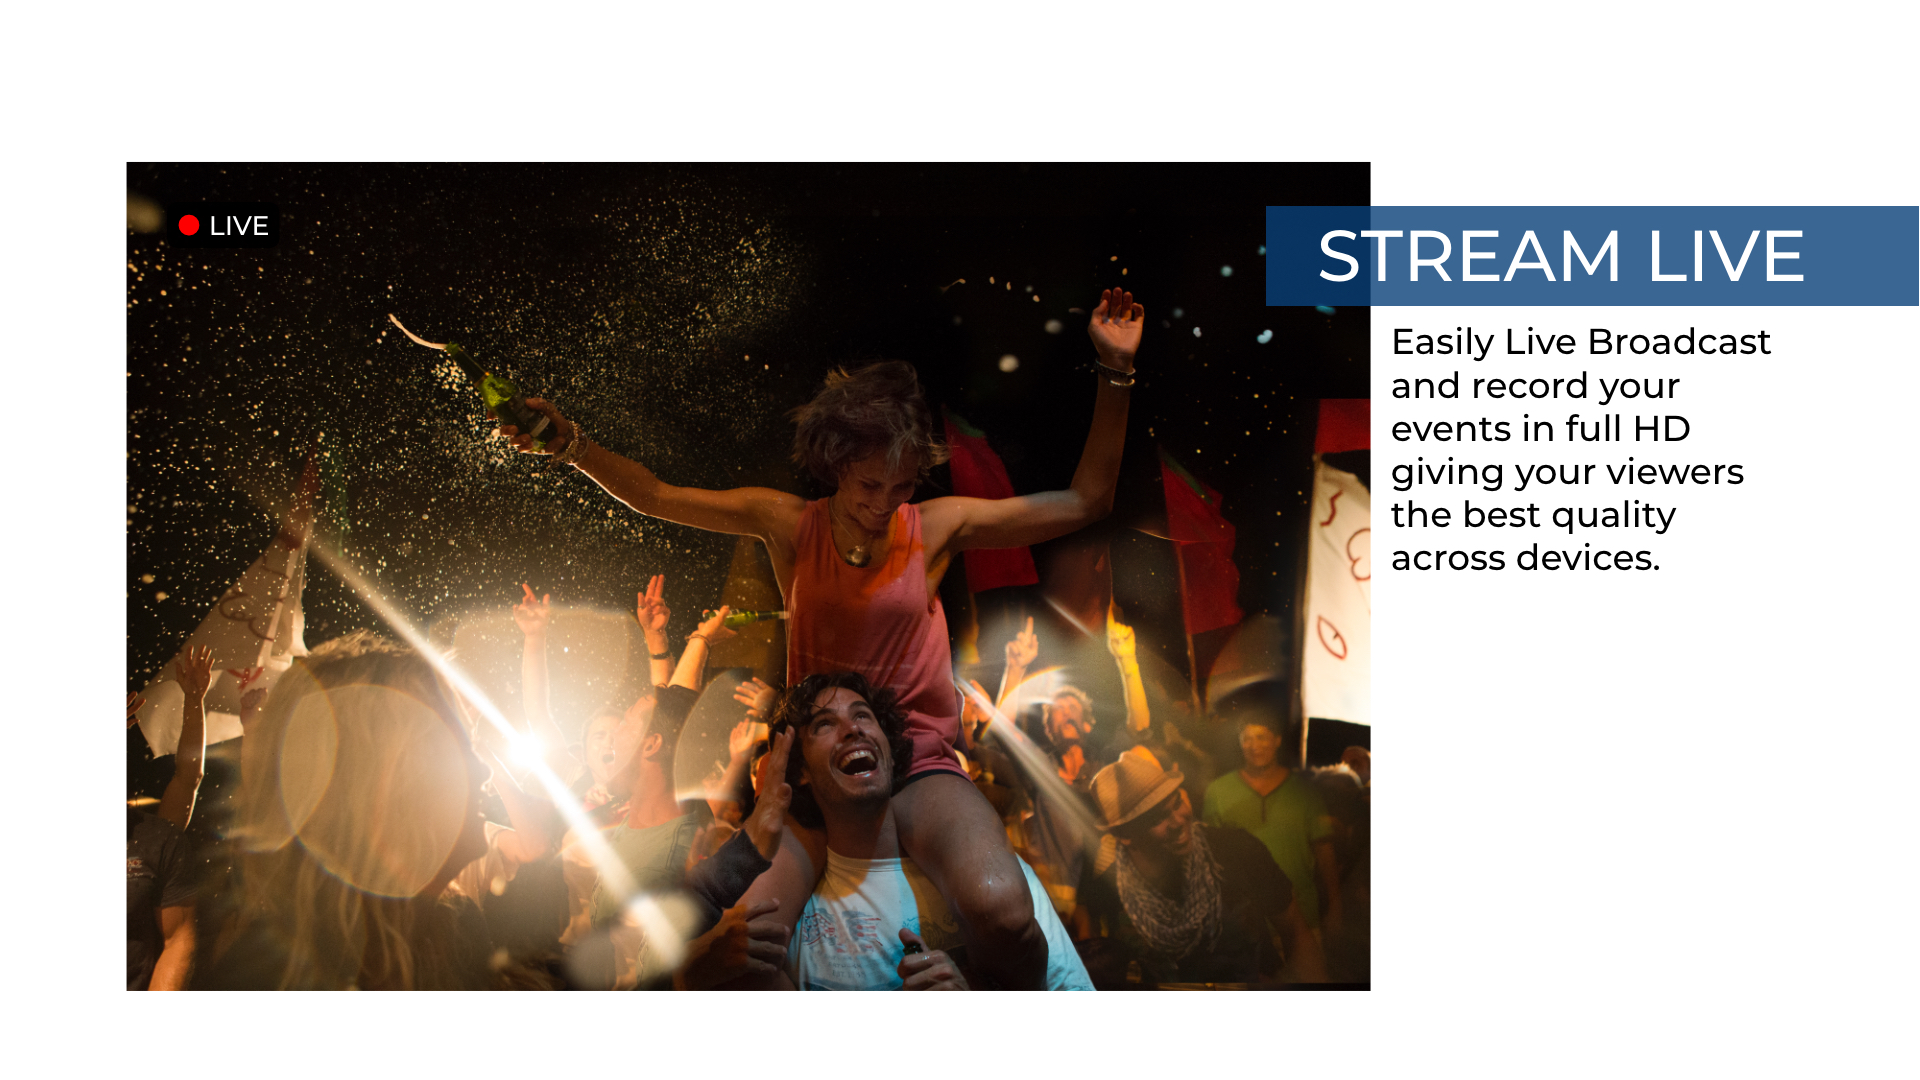 LIVE
STREAM LIVE
Easily Live Broadcast
and record your
events in full HD
giving your viewers
the best quality
across devices.